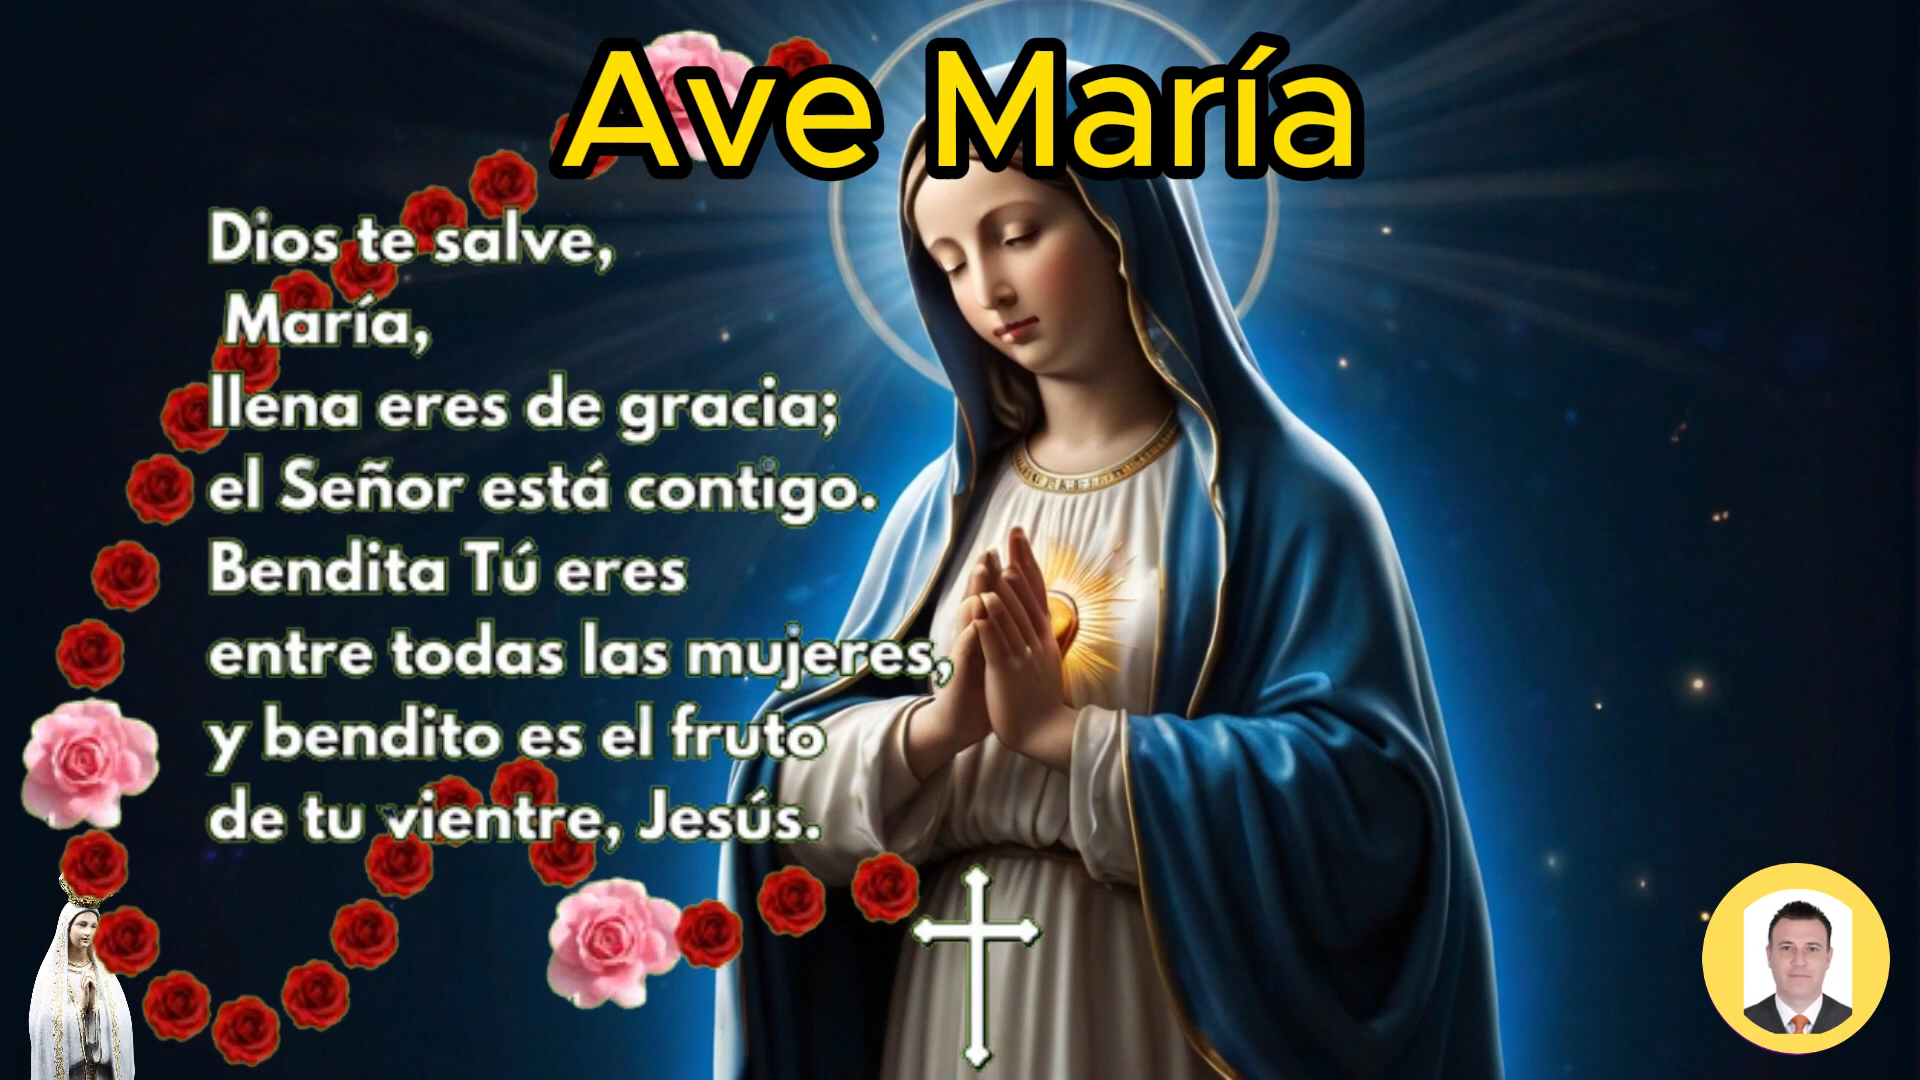 Ave María
Dios te salve,
María,
llena eres de gracia;
el Señor está contigo.
Bendita Tú eres
entre todas las mujeres,
y bendito es el fruto
de tu vientre, Jesús.